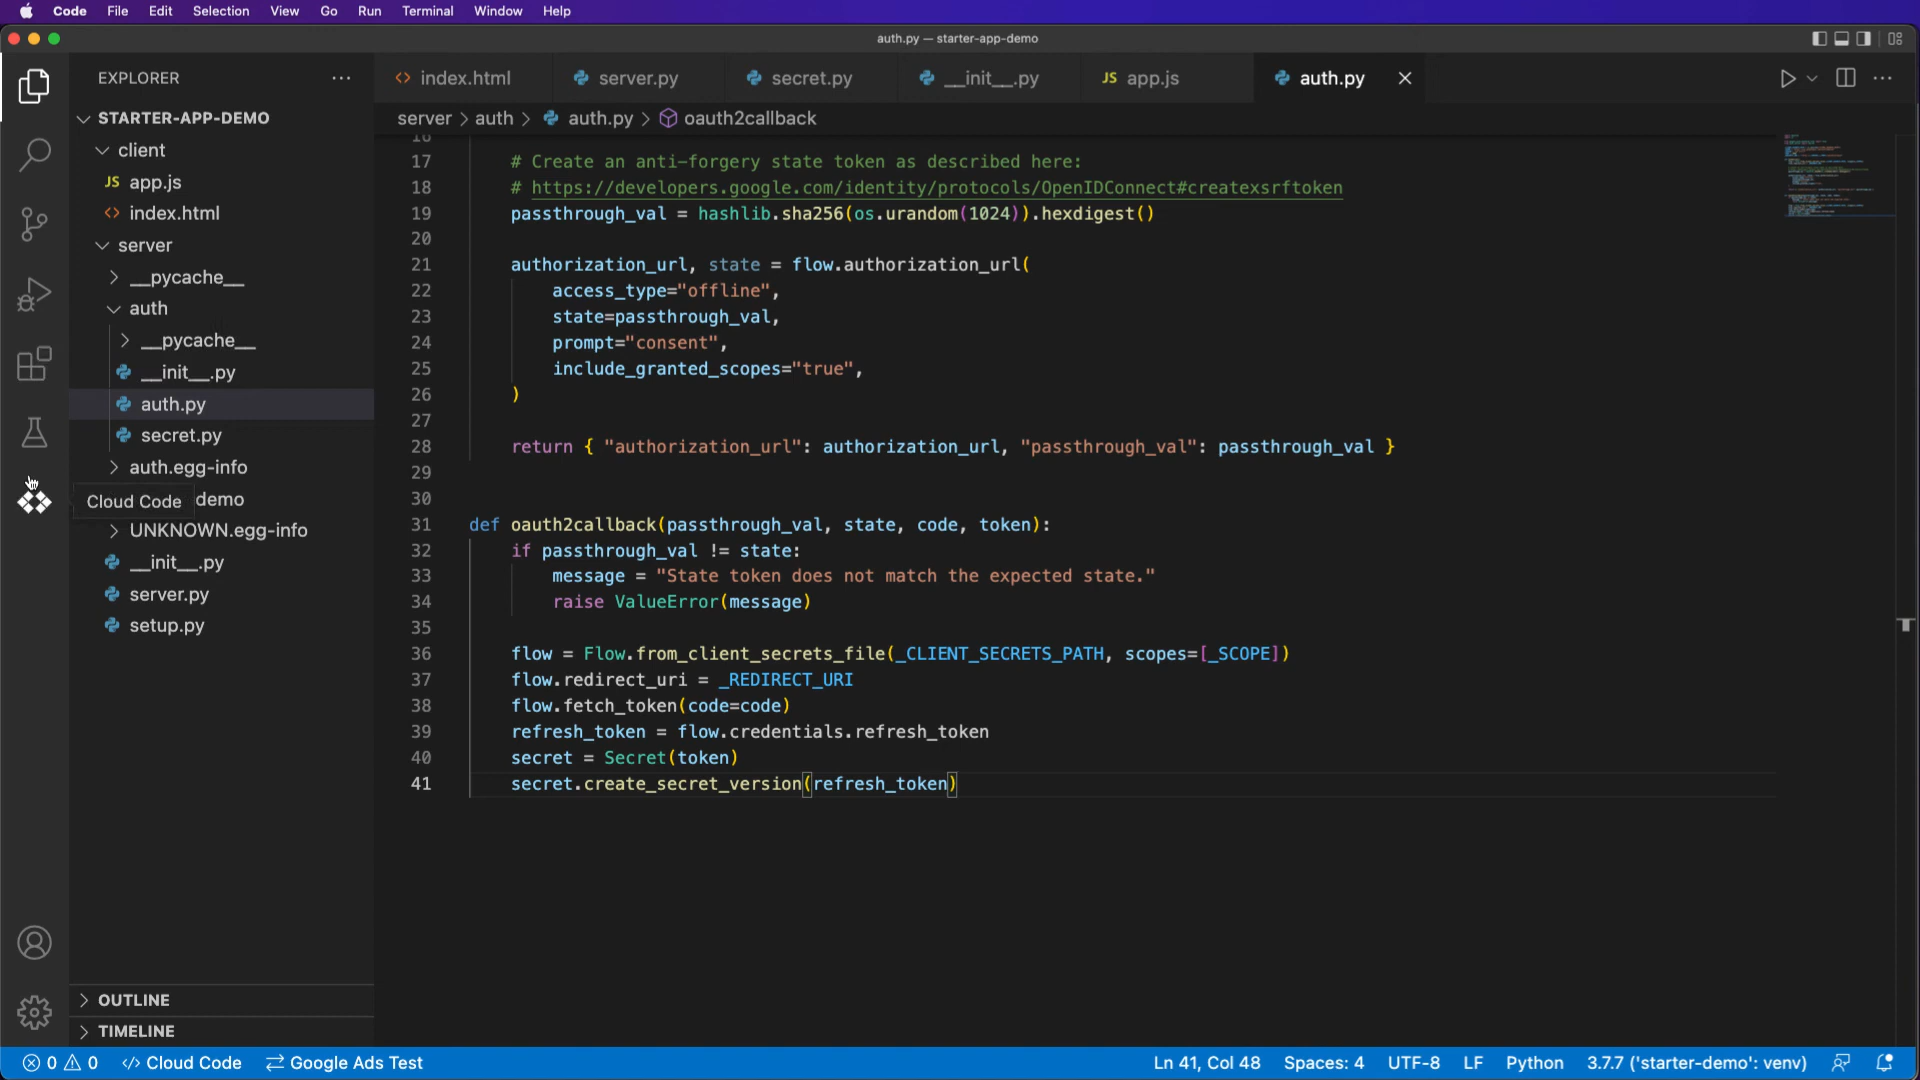 Code File Edit Selection View Go Run Terminal Window Help
auth.py — starter-app-demo
EXPLORER
index.html server.py secret.py __init__.py JS app.js auth.py
STARTER-APP-DEMO
server > auth > auth.py > oauth2callback
client
JS app.js
index.html
server
__pycache__
auth
__pycache__
__init__.py
auth.py
secret.py
auth.egg-info
Cloud Code
demo
UNKNOWN.egg-info
__init__.py
server.py
setup.py
OUTLINE
TIMELINE
16
17 # Create an anti-forgery state token as described here:
18 # https://developers.google.com/identity/protocols/OpenIDConnect#createxsrftoken
19 passthrough_val = hashlib.sha256(os.urandom(1024)).hexdigest()
20
21 authorization_url, state = flow.authorization_url(
22 access_type="offline",
23 state=passthrough_val,
24 prompt="consent",
25 include_granted_scopes="true",
26 )
27
28 return { "authorization_url": authorization_url, "passthrough_val": passthrough_val }
29
30
31 def oauth2callback(passthrough_val, state, code, token):
32 if passthrough_val != state:
33 message = "State token does not match the expected state."
34 raise ValueError(message)
35
36 flow = Flow.from_client_secrets_file(_CLIENT_SECRETS_PATH, scopes=[_SCOPE])
37 flow.redirect_uri = _REDIRECT_URI
38 flow.fetch_token(code=code)
39 refresh_token = flow.credentials.refresh_token
40 secret = Secret(token)
41 secret.create_secret_version(refresh_token)
0 0 </> Cloud Code Google Ads Test Ln 41, Col 48 Spaces: 4 UTF-8 LF Python 3.7.7 ('starter-demo': venv)